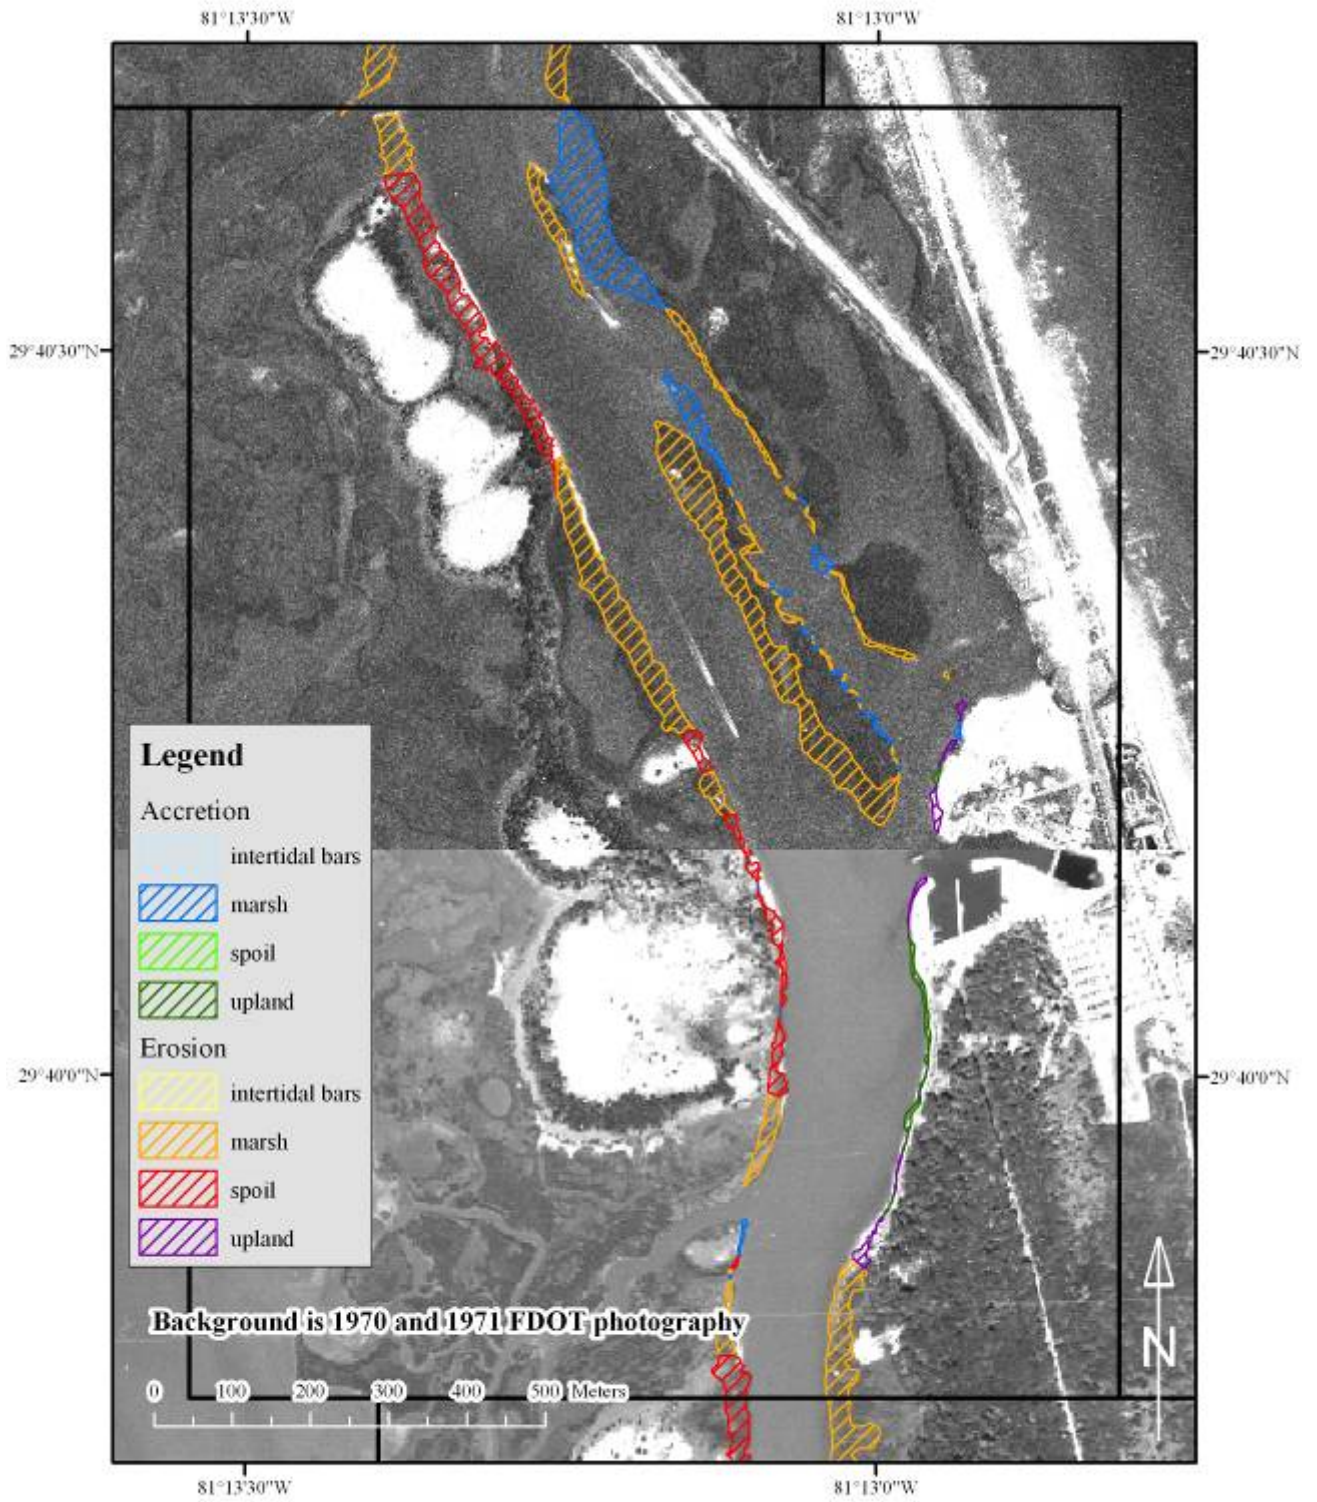 81°13'30"W 81°13'0"W
29°40'30"N 29°40'30"N
Legend
Accretion
intertidal bars
marsh
spoil
upland
Erosion
intertidal bars
marsh
spoil
upland
29°40'0"N 29°40'0"N
Background is 1970 and 1971 FDOT photography
N
0 100 200 300 400 500 Meters
81°13'30"W 81°13'0"W